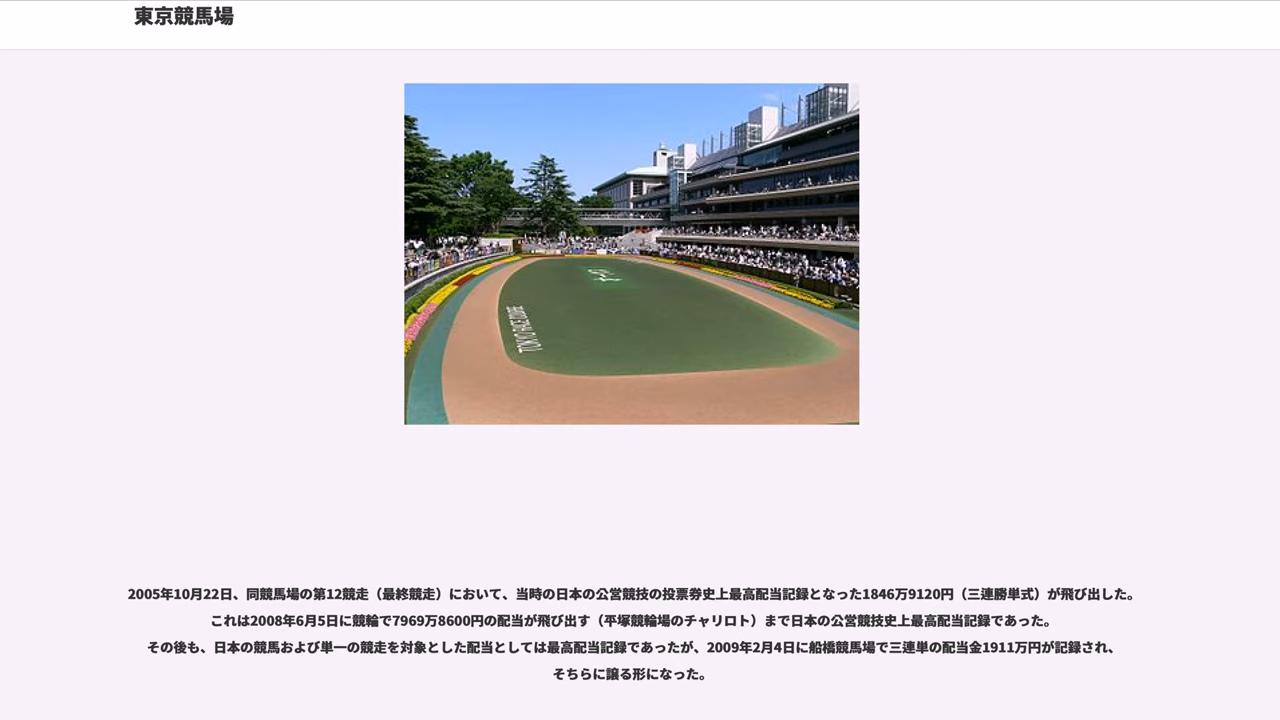 東京競馬場
2005年10月22日、同競馬場の第12競走（最終競走）において、当時の日本の公営競技の投票券史上最高配当記録となった1846万9120円（三連勝単式）が飛び出した。
これは2008年6月5日に競輪で7969万8600円の配当が飛び出す（平塚競輪場のチャリロト）まで日本の公営競技史上最高配当記録であった。
その後も、日本の競馬および単一の競走を対象とした配当としては最高配当記録であったが、2009年2月4日に船橋競馬場で三連単の配当金1911万円が記録され、
そちらに譲る形になった。